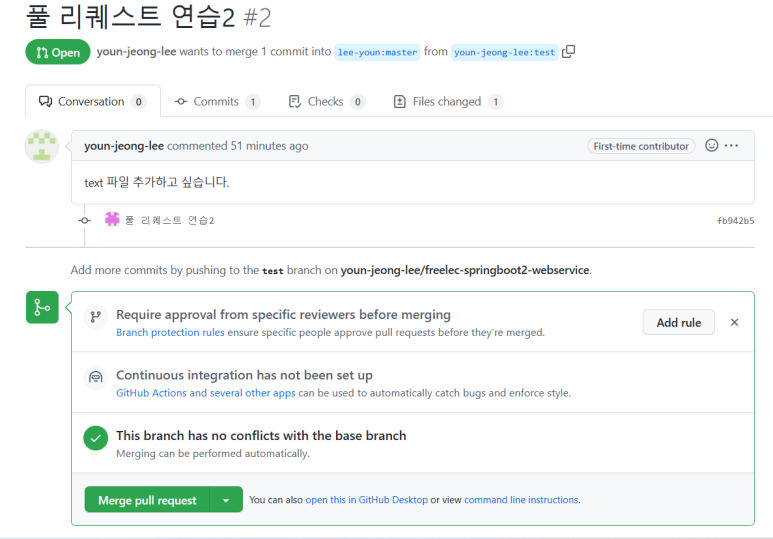 풀 리퀘스트 연습2 #2
Open youn-jeong-lee wants to merge 1 commit into lee-youn:master from youn-jeong-lee:test
Conversation 0 Commits 1 Checks 0 Files changed 1
youn-jeong-lee commented 51 minutes ago First-time contributor
text 파일 추가하고 싶습니다.
풀 리퀘스트 연습2 fb942b5
Add more commits by pushing to the test branch on youn-jeong-lee/freelec-springboot2-webservice.
Require approval from specific reviewers before merging
Branch protection rules ensure specific people approve pull requests before they're merged.
Add rule
Continuous integration has not been set up
GitHub Actions and several other apps can be used to automatically catch bugs and enforce style.
This branch has no conflicts with the base branch
Merging can be performed automatically.
Merge pull request You can also open this in GitHub Desktop or view command line instructions.